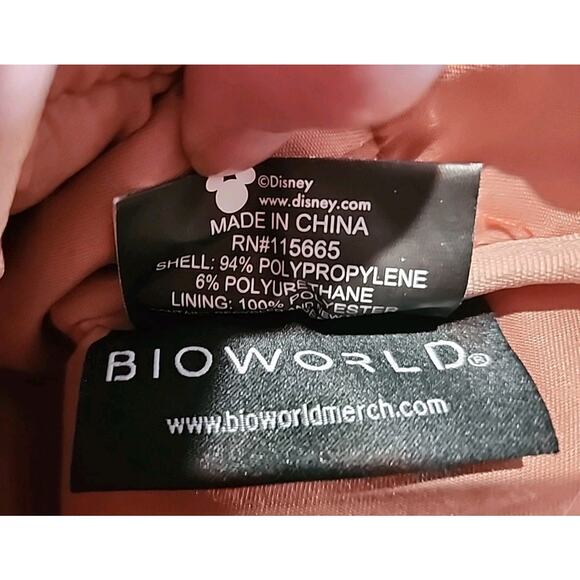 ©Disney
www.disney.com
MADE IN CHINA
RN#115665
SHELL: 94% POLYPROPYLENE
6% POLYURETHANE
LINING: 100% POLYESTER
BIOWORLD®
www.bioworldmerch.com